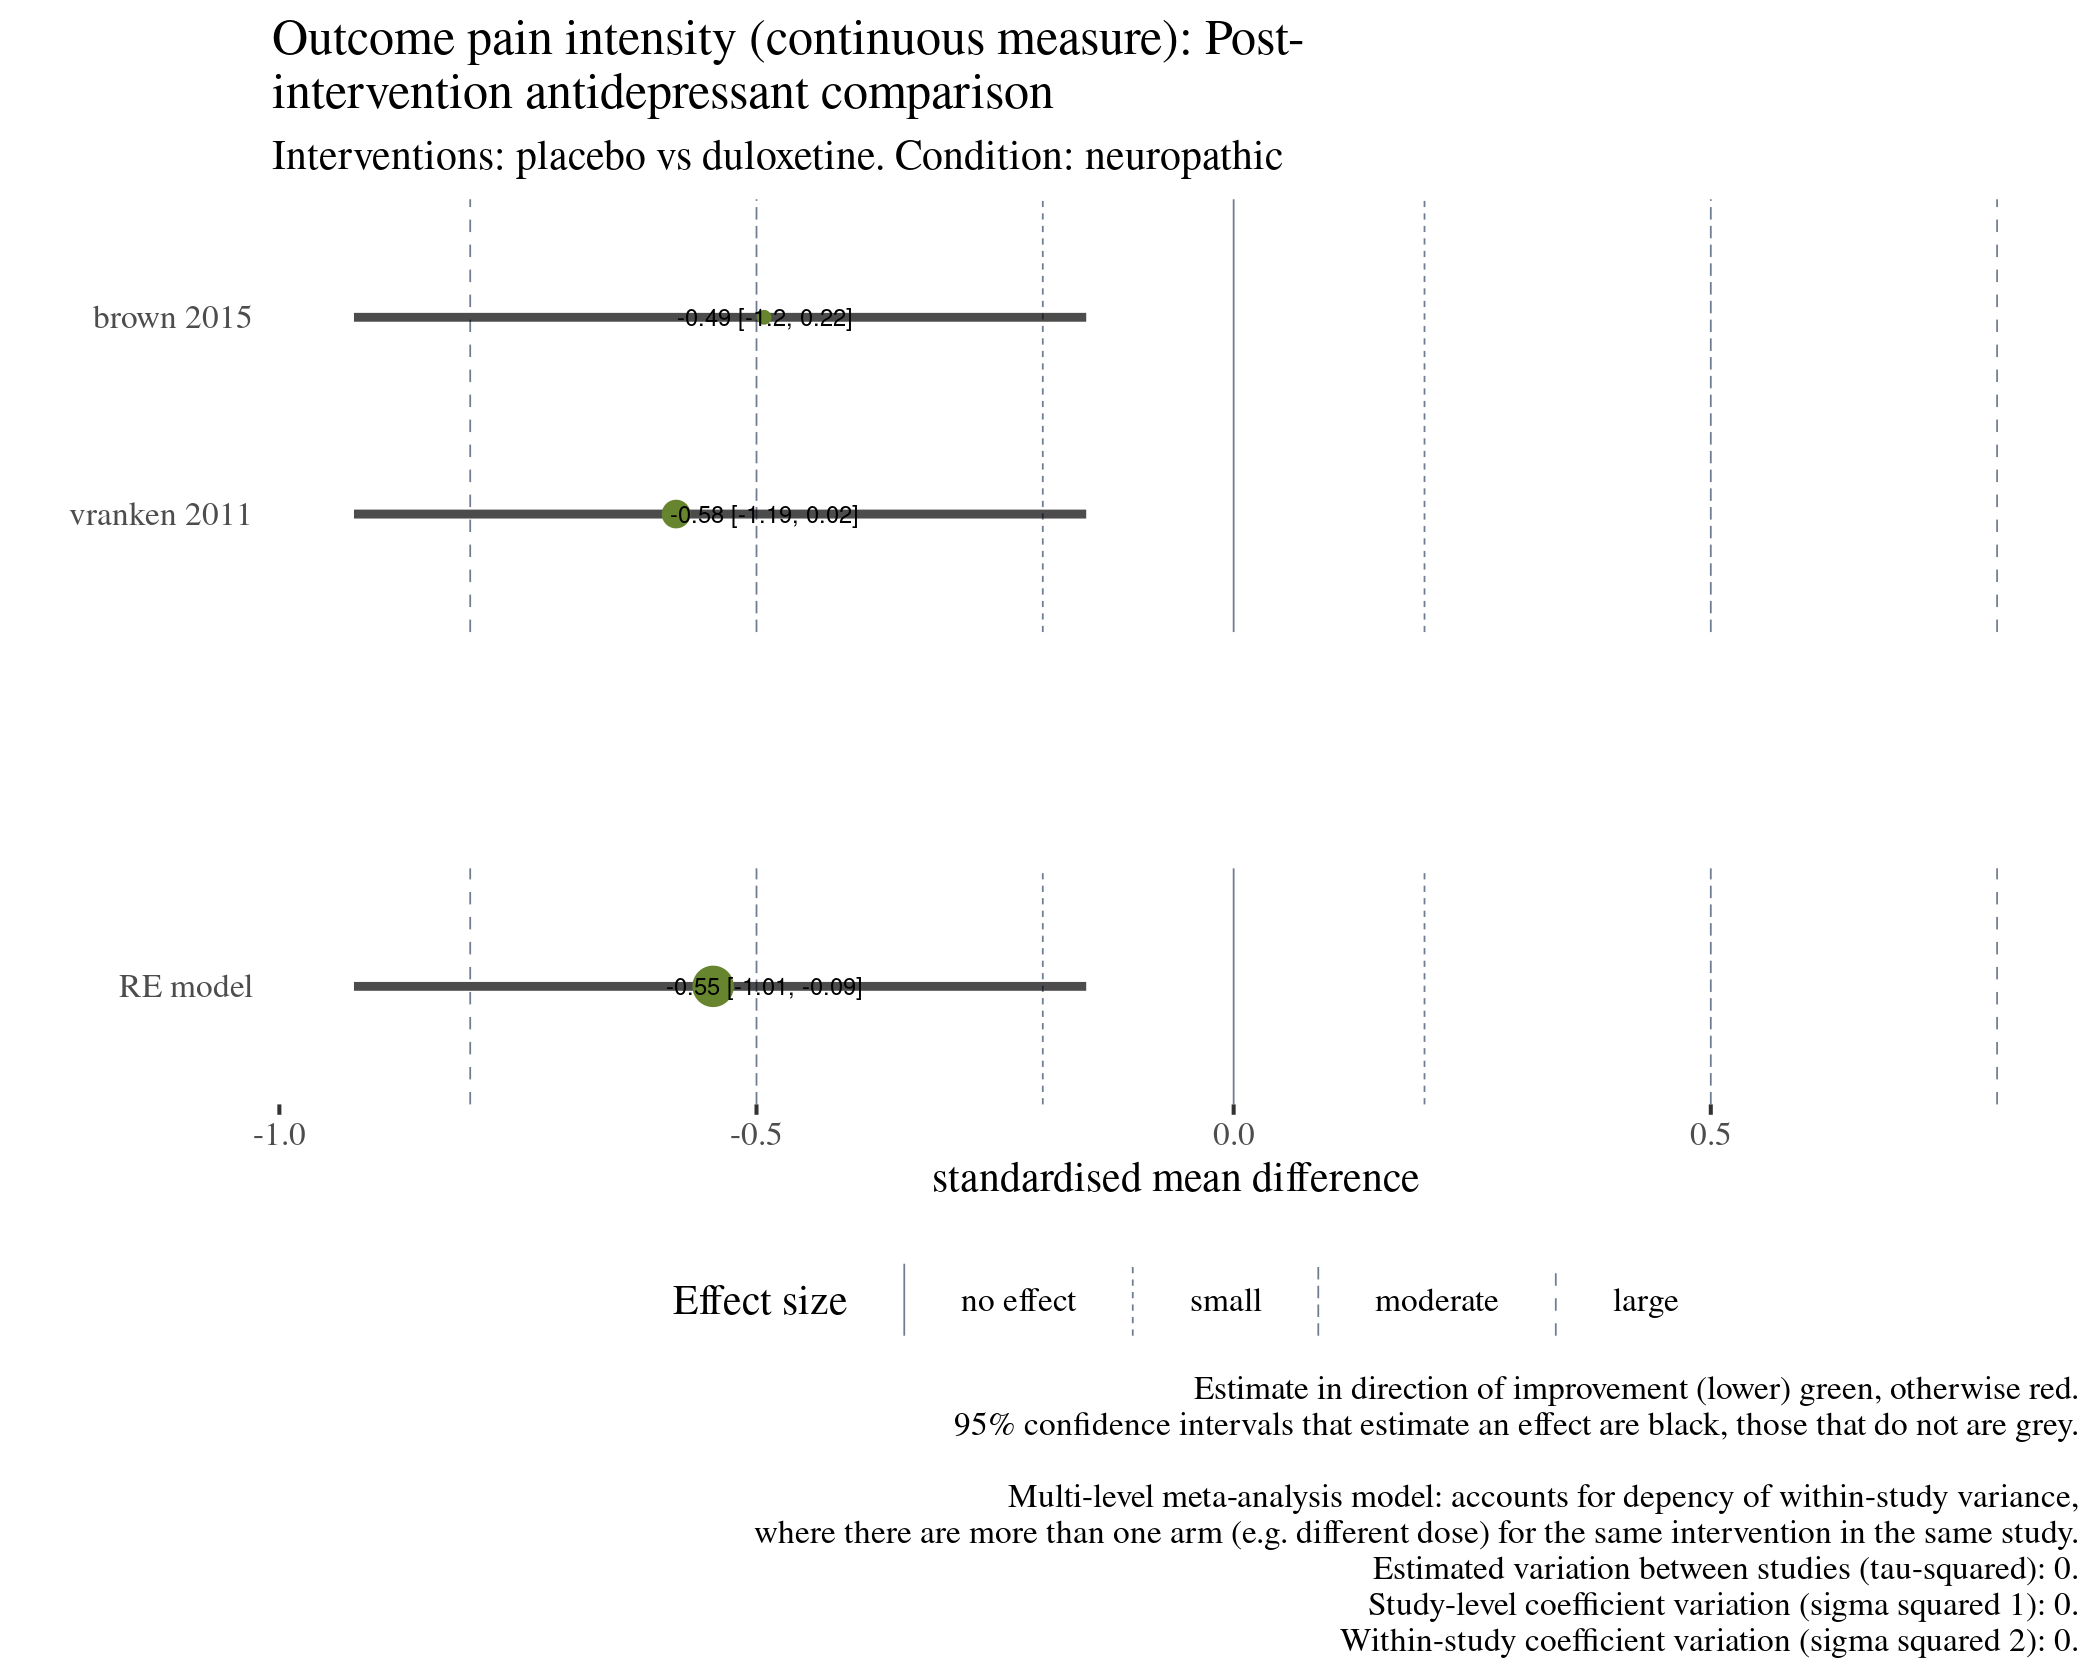 Outcome pain intensity (continuous measure): Post-
intervention antidepressant comparison
Interventions: placebo vs duloxetine. Condition: neuropathic
brown 2015
-0.49 [-1.2, 0.22]
vranken 2011
-0.58 [-1.19, 0.02]
RE model
-0.55 [-1.01, -0.09]
-1.0 -0.5 0.0 0.5
standardised mean difference
Effect size no effect small moderate large
Estimate in direction of improvement (lower) green, otherwise red.
95% confidence intervals that estimate an effect are black, those that do not are grey.
Multi-level meta-analysis model: accounts for depency of within-study variance,
where there are more than one arm (e.g. different dose) for the same intervention in the same study.
Estimated variation between studies (tau-squared): 0.
Study-level coefficient variation (sigma squared 1): 0.
Within-study coefficient variation (sigma squared 2): 0.